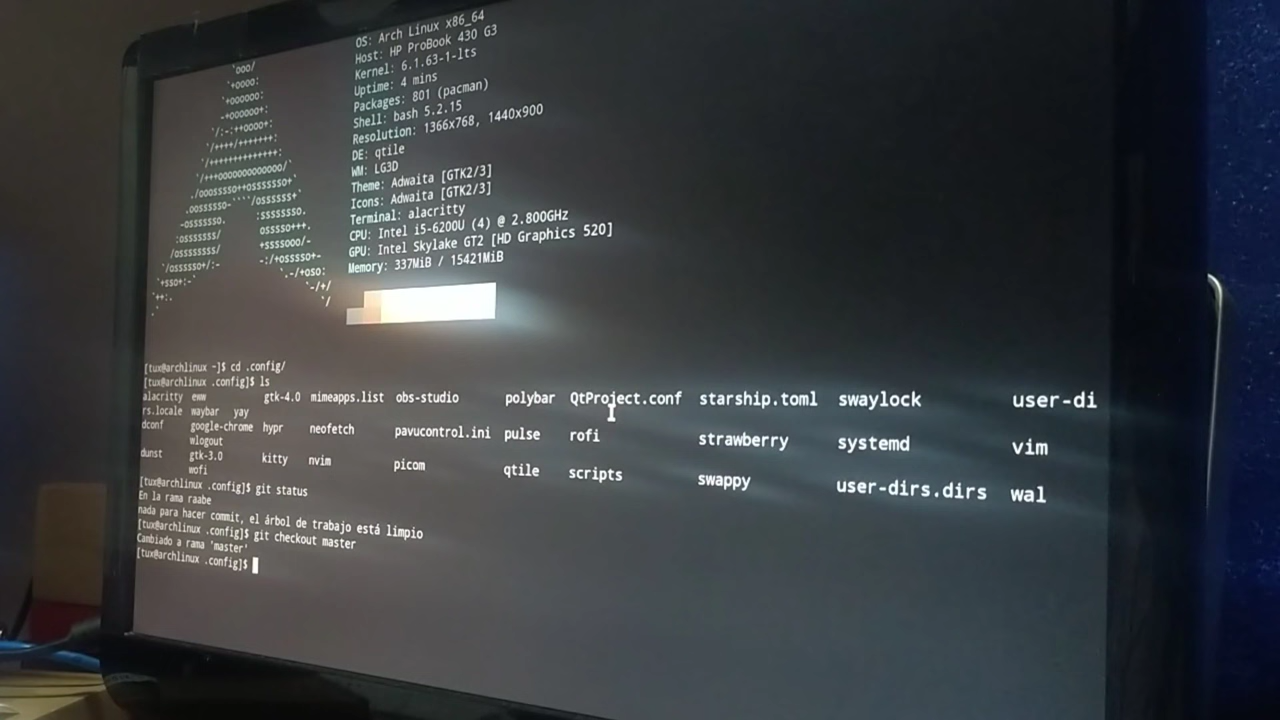 OS: Arch Linux x86_64
Host: HP ProBook 430 G3
Kernel: 6.1.63-1-lts
Uptime: 4 mins
Packages: 801 (pacman)
Shell: bash 5.2.15
Resolution: 1366x768, 1440x900
DE: qtile
WM: LG3D
Theme: Adwaita [GTK2/3]
Icons: Adwaita [GTK2/3]
Terminal: alacritty
CPU: Intel i5-6200U (4) @ 2.800GHz
GPU: Intel Skylake GT2 [HD Graphics 520]
Memory: 337MiB / 15421MiB
[tux@archlinux ~]$ cd .config/
[tux@archlinux .config]$ ls
alacritty eww gtk-4.0 mimeapps.list obs-studio polybar QtProject.conf starship.toml swaylock user-di
rs.locale waybar yay
dconf google-chrome hypr neofetch pavucontrol.ini pulse rofi strawberry systemd vim
wlogout
dunst gtk-3.0 kitty nvim picom qtile scripts swappy user-dirs.dirs wal
wofi
[tux@archlinux .config]$ git status
En la rama raabe
nada para hacer commit, el árbol de trabajo está limpio
[tux@archlinux .config]$ git checkout master
Cambiado a rama 'master'
[tux@archlinux .config]$